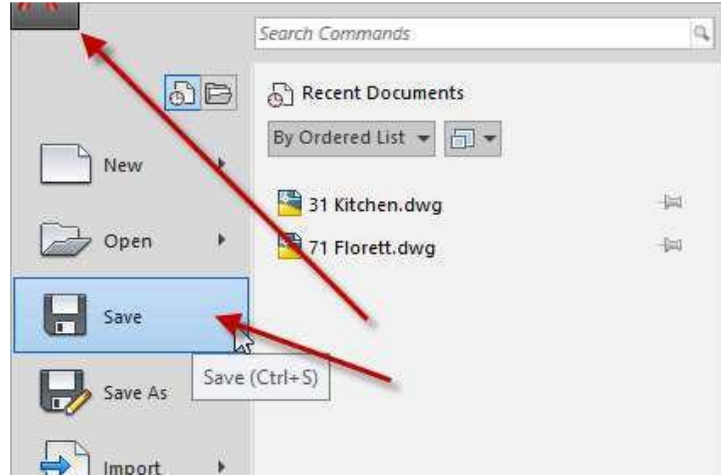 Search Commands
Recent Documents
By Ordered List
New
31 Kitchen.dwg
Open
71 Florett.dwg
Save
Save (Ctrl+S)
Save As
Import